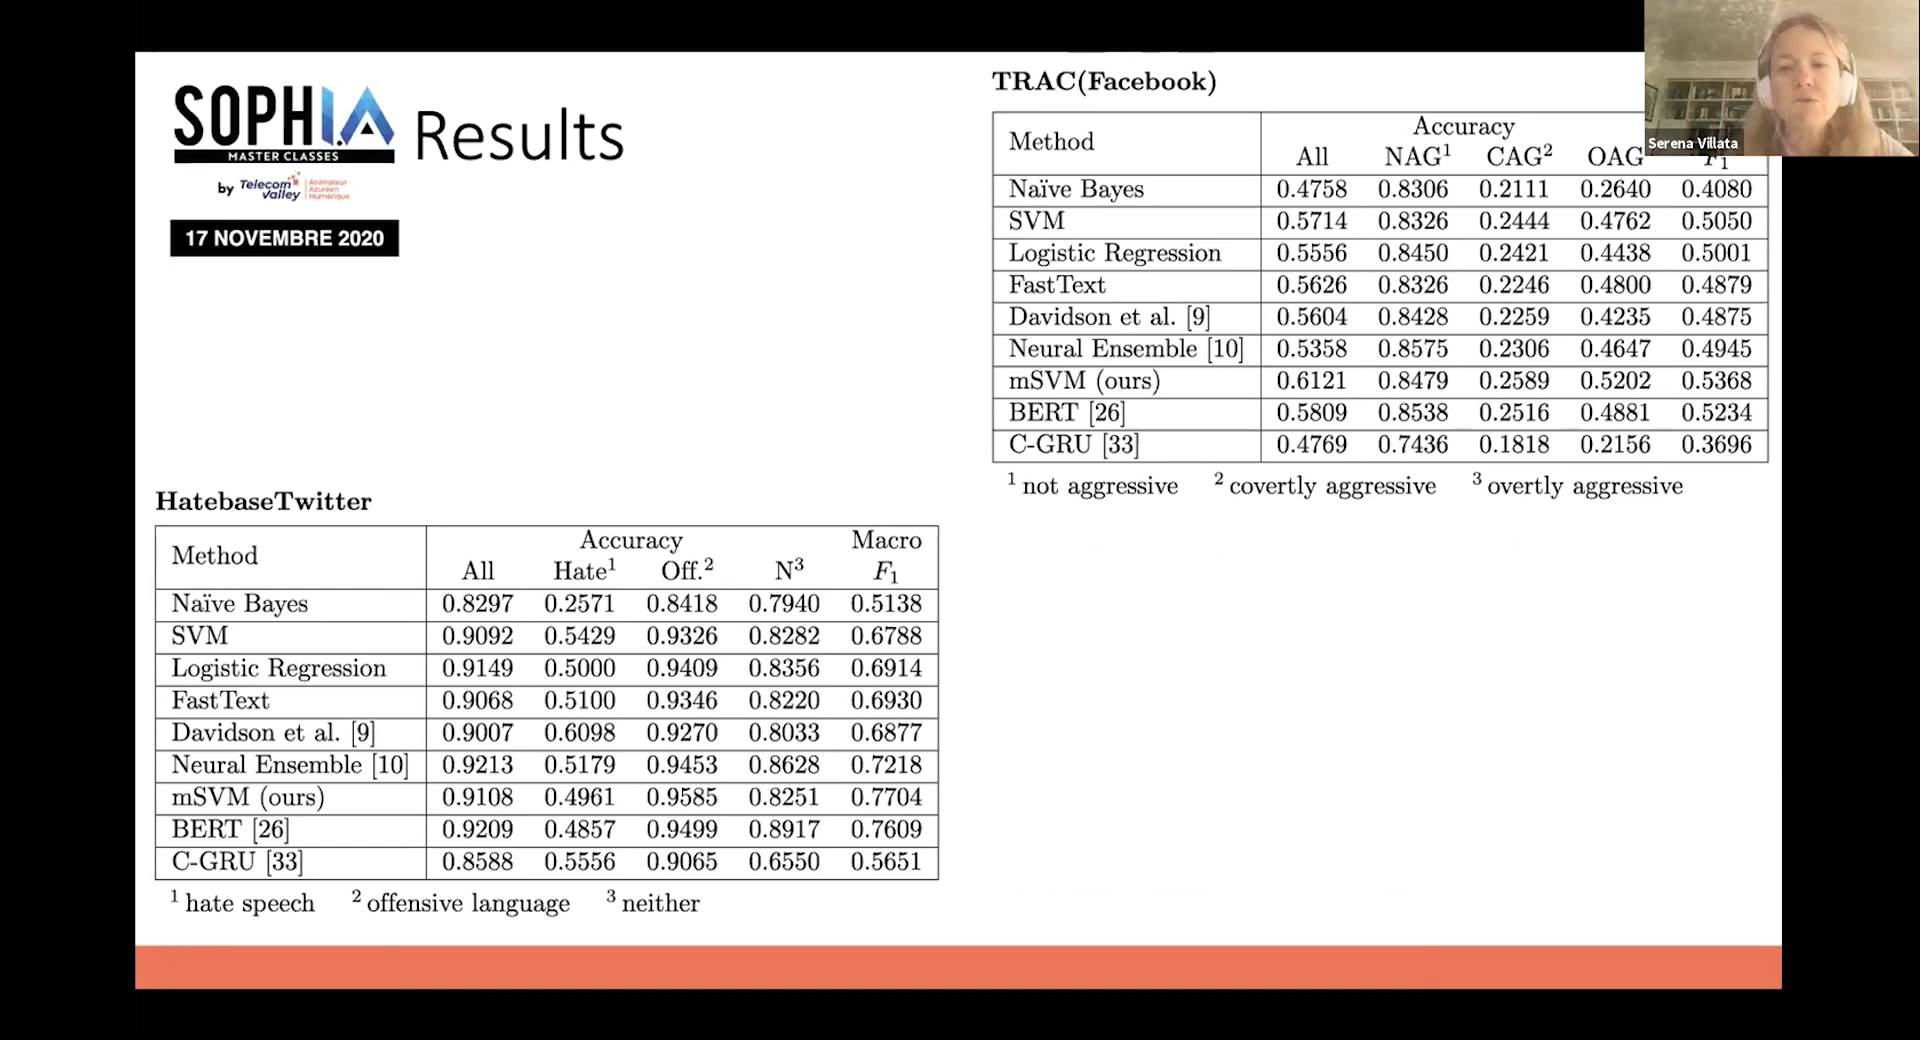 SOPHI.A
MASTER CLASSES
by Telecom Valley Animateur Azuréen Numérique
17 NOVEMBRE 2020
Results
TRAC(Facebook)
Serena Villata
Method Accuracy
All NAG1 CAG2 OAG F1
Naïve Bayes 0.4758 0.8306 0.2111 0.2640 0.4080
SVM 0.5714 0.8326 0.2444 0.4762 0.5050
Logistic Regression 0.5556 0.8450 0.2421 0.4438 0.5001
FastText 0.5626 0.8326 0.2246 0.4800 0.4879
Davidson et al. [9] 0.5604 0.8428 0.2259 0.4235 0.4875
Neural Ensemble [10] 0.5358 0.8575 0.2306 0.4647 0.4945
mSVM (ours) 0.6121 0.8479 0.2589 0.5202 0.5368
BERT [26] 0.5809 0.8538 0.2516 0.4881 0.5234
C-GRU [33] 0.4769 0.7436 0.1818 0.2156 0.3696
1 not aggressive 2 covertly aggressive 3 overtly aggressive
HatebaseTwitter
Method Accuracy Macro
All Hate1 Off.2 N3 F1
Naïve Bayes 0.8297 0.2571 0.8418 0.7940 0.5138
SVM 0.9092 0.5429 0.9326 0.8282 0.6788
Logistic Regression 0.9149 0.5000 0.9409 0.8356 0.6914
FastText 0.9068 0.5100 0.9346 0.8220 0.6930
Davidson et al. [9] 0.9007 0.6098 0.9270 0.8033 0.6877
Neural Ensemble [10] 0.9213 0.5179 0.9453 0.8628 0.7218
mSVM (ours) 0.9108 0.4961 0.9585 0.8251 0.7704
BERT [26] 0.9209 0.4857 0.9499 0.8917 0.7609
C-GRU [33] 0.8588 0.5556 0.9065 0.6550 0.5651
1 hate speech 2 offensive language 3 neither